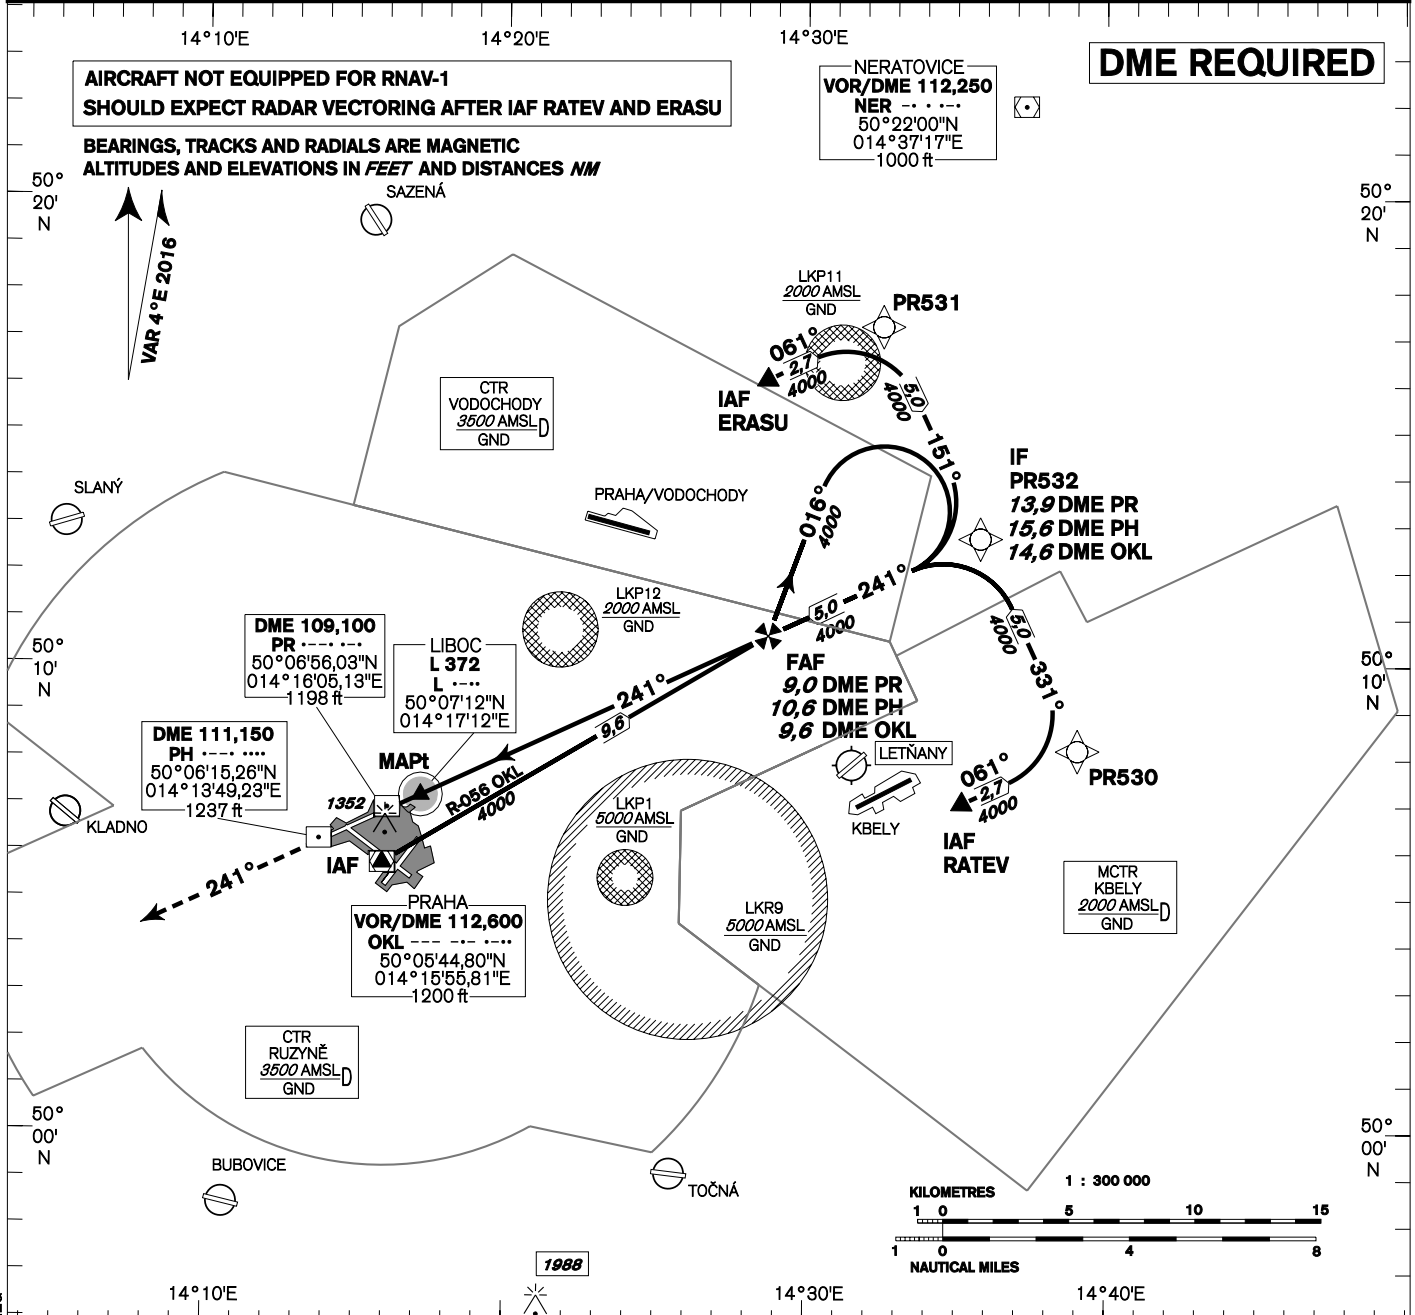 14°10'E
14°20'E
14°30'E
DME REQUIRED
AIRCRAFT NOT EQUIPPED FOR RNAV-1
SHOULD EXPECT RADAR VECTORING AFTER IAF RATEV AND ERASU
BEARINGS, TRACKS AND RADIALS ARE MAGNETIC
ALTITUDES AND ELEVATIONS IN FEET AND DISTANCES NM
NERATOVICE
VOR/DME 112,250
NER -· · ·-·
50°22'00"N
014°37'17"E
1000 ft
50°
20'
N
50°
20'
N
SAZENÁ
VAR 4°E 2016
LKP11
2000 AMSL
GND
PR531
061°
2,7
4000
IAF
ERASU
5,0
4000
151°
CTR
VODOCHODY
3500 AMSL D
GND
IF
PR532
13,9 DME PR
15,6 DME PH
14,6 DME OKL
SLANÝ
PRAHA/VODOCHODY
016°
4000
241°
5,0
4000
LKP12
2000 AMSL
GND
5,0
4000
331°
DME 109,100
PR ·--· ·-·
50°06'56,03"N
014°16'05,13"E
1198 ft
LIBOC
L 372
L ·-··
50°07'12"N
014°17'12"E
50°
10'
N
50°
10'
N
FAF
9,0 DME PR
10,6 DME PH
9,6 DME OKL
241°
9,6
DME 111,150
PH ·--· ····
50°06'15,26"N
014°13'49,23"E
1237 ft
MAPt
R-056 OKL
4000
1352
KLADNO
LETŇANY
KBELY
PR530
061°
2,7
4000
IAF
RATEV
LKP1
5000 AMSL
GND
IAF
241°
PRAHA
VOR/DME 112,600
OKL --- -·- ·-··
50°05'44,80"N
014°15'55,81"E
1200 ft
LKR9
5000 AMSL
GND
MCTR
KBELY
2000 AMSL D
GND
CTR
RUZYNĚ
3500 AMSL D
GND
50°
00'
N
50°
00'
N
BUBOVICE
TOČNÁ
1 : 300 000
KILOMETRES
1 0 5 10 15
1 0 4 8
NAUTICAL MILES
1988
14°10'E
14°30'E
14°40'E